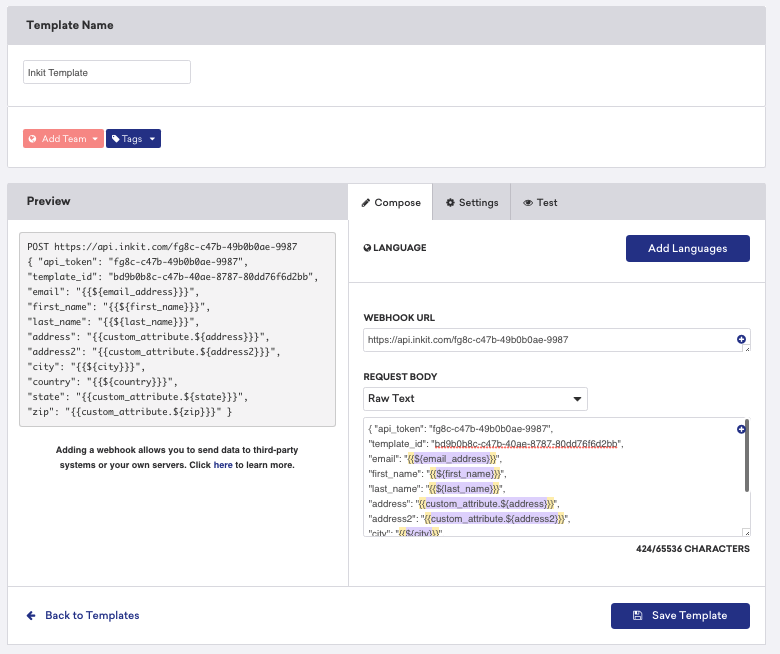 Template Name
Inkit Template
Add Team
Tags
Preview
Compose
Settings
Test
POST https://api.inkit.com/fg8c-c47b-49b0b0ae-9987
{ "api_token": "fg8c-c47b-49b0b0ae-9987",
"template_id": "bd9b0b8c-c47b-40ae-8787-80dd76f6d2bb",
"email": "{{${email_address}}}",
"first_name": "{{${first_name}}}",
"last_name": "{{${last_name}}}",
"address": "{{custom_attribute.${address}}}",
"address2": "{{custom_attribute.${address2}}}",
"city": "{{${city}}}",
"country": "{{${country}}}",
"state": "{{custom_attribute.${state}}}",
"zip": "{{custom_attribute.${zip}}}" }
Adding a webhook allows you to send data to third-party
systems or your own servers. Click here to learn more.
LANGUAGE
Add Languages
WEBHOOK URL
https://api.inkit.com/fg8c-c47b-49b0b0ae-9987
REQUEST BODY
Raw Text
{ "api_token": "fg8c-c47b-49b0b0ae-9987",
"template_id": "bd9b0b8c-c47b-40ae-8787-80dd76f6d2bb",
"email": "{{${email_address}}}",
"first_name": "{{${first_name}}}",
"last_name": "{{${last_name}}}",
"address": "{{custom_attribute.${address}}}",
"address2": "{{custom_attribute.${address2}}}",
"city": "{{${city}}}"
424/65536 CHARACTERS
Back to Templates
Save Template